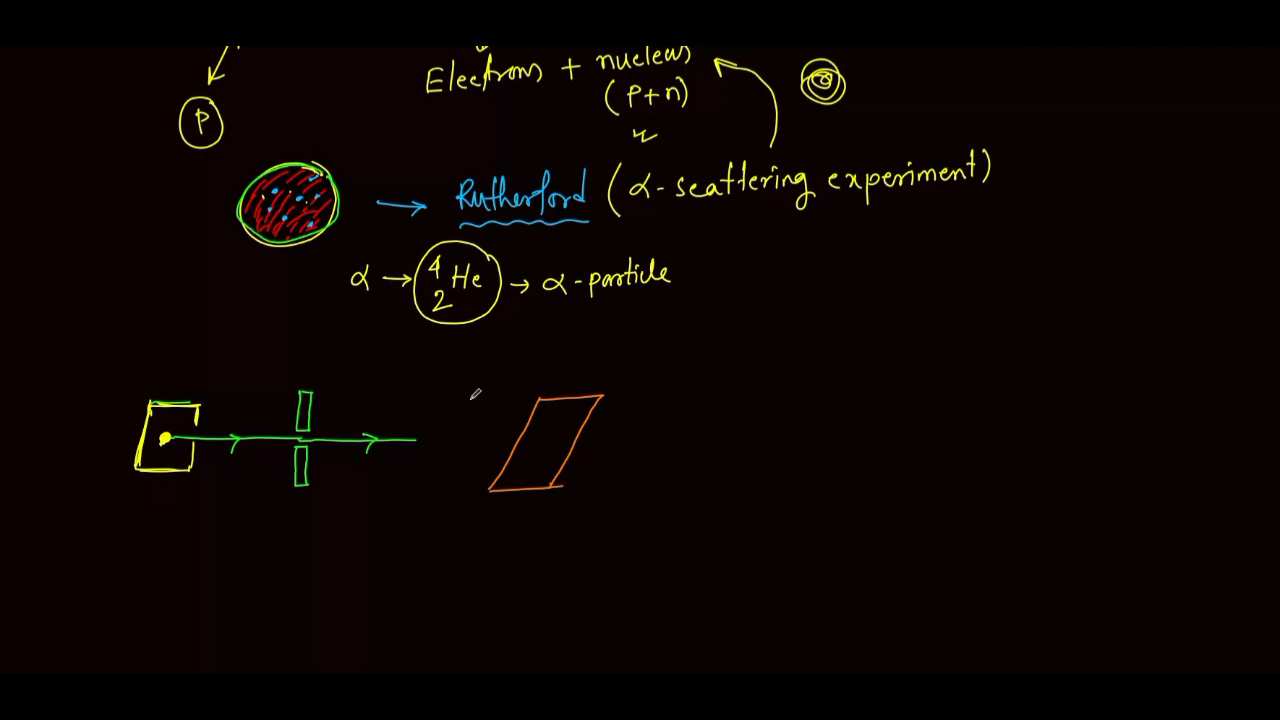 Electrons + nucleus
(P+n)
P
→ Rutherford (α-scattering experiment)
α → ⁴₂He → α-particle